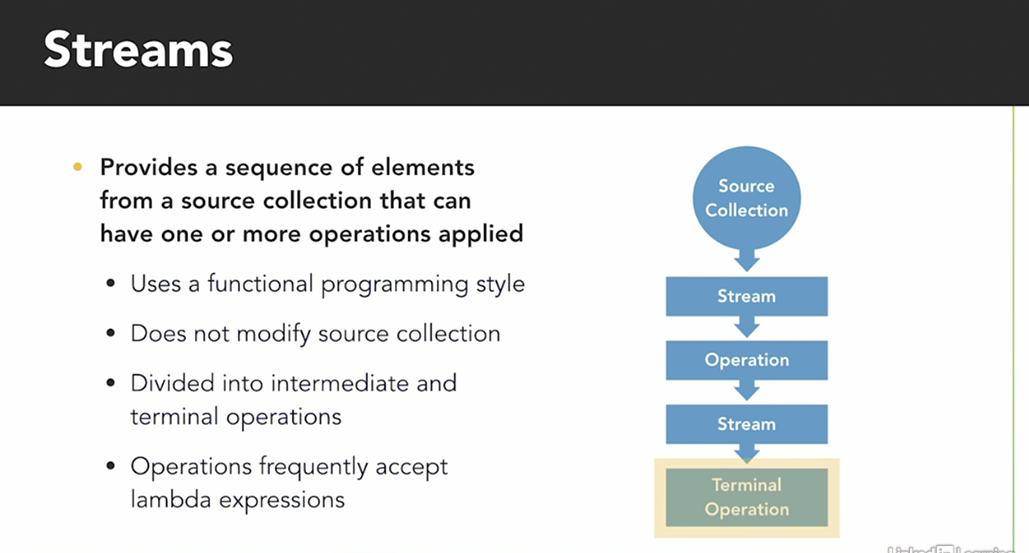 Streams
• Provides a sequence of elements
from a source collection that can
have one or more operations applied
• Uses a functional programming style
• Does not modify source collection
• Divided into intermediate and
terminal operations
• Operations frequently accept
lambda expressions
Source
Collection
Stream
Operation
Stream
Terminal
Operation